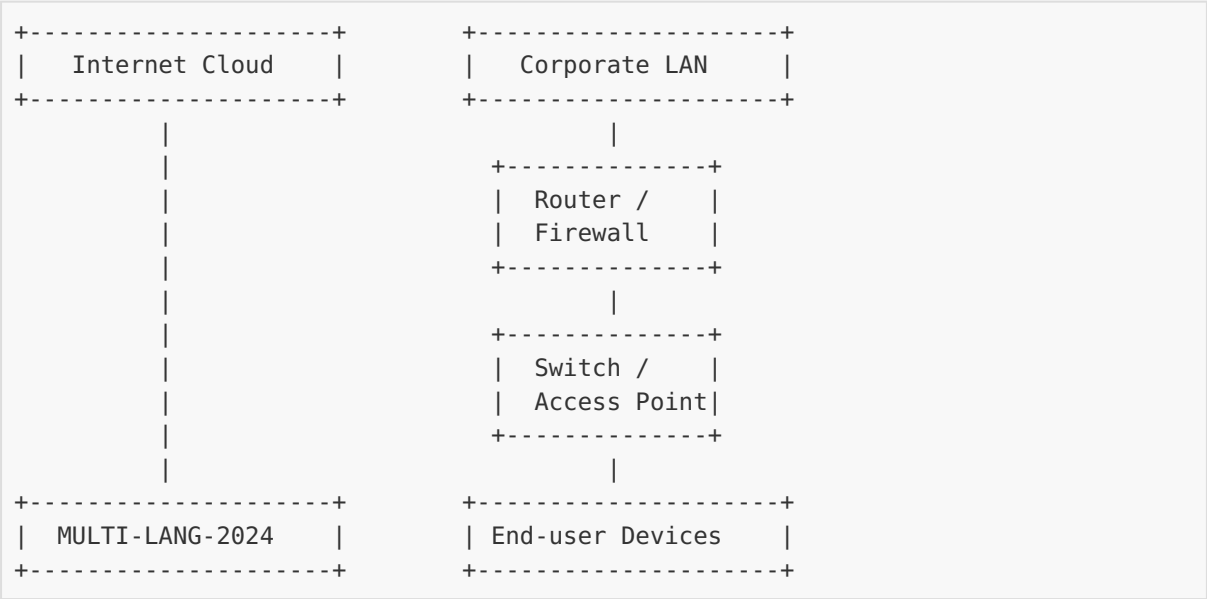 +---------------------+        +---------------------+
|   Internet Cloud    |        |   Corporate LAN     |
+---------------------+        +---------------------+
          |                              |
          |                      +--------------+
          |                      |  Router /    |
          |                      |  Firewall    |
          |                      +--------------+
          |                              |
          |                      +--------------+
          |                      |  Switch /    |
          |                      |  Access Point|
          |                      +--------------+
          |                              |
+---------------------+        +---------------------+
|  MULTI-LANG-2024    |        | End-user Devices    |
+---------------------+        +---------------------+